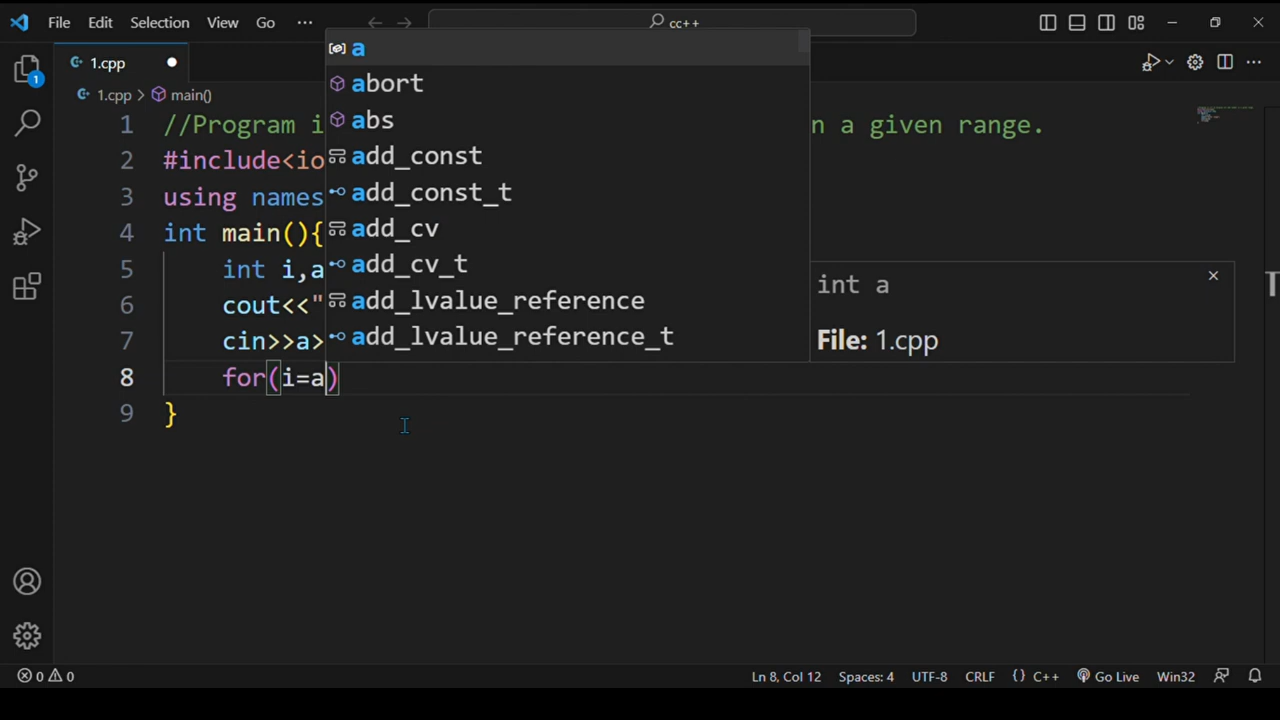 File Edit Selection View Go ··· cc++
1.cpp
1.cpp > main()
1 //Program i n a given range.
2 #include<io
3 using names
4 int main(){
5 int i,a
6 cout<<"
7 cin>>a>
8 for(i=a)
9 }
a
abort
abs
add_const
add_const_t
add_cv
add_cv_t
add_lvalue_reference
add_lvalue_reference_t
int a
File: 1.cpp
1
0 0 Ln 8, Col 12 Spaces: 4 UTF-8 CRLF {} C++ Go Live Win32